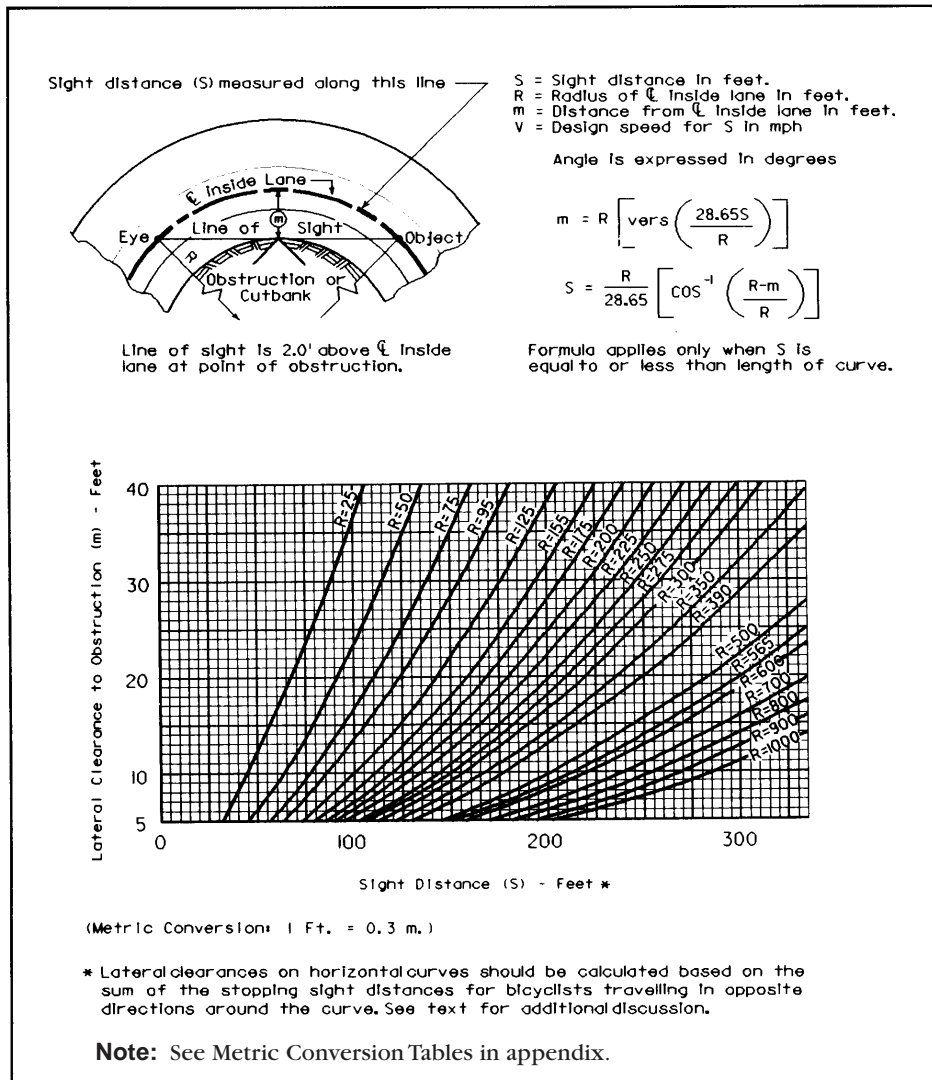 Sight distance (S) measured along this line
S = Sight distance in feet.
R = Radius of ℄ inside lane in feet.
m = Distance from ℄ inside lane in feet.
V = Design speed for S in mph
Angle is expressed in degrees
℄ Inside Lane
m
Eye
Line of Sight
Object
R
Obstruction or
Cutbank
m = R [ vers ( 28.65S / R ) ]
S = R / 28.65 [ COS⁻¹ ( R-m / R ) ]
Line of sight is 2.0' above ℄ inside
lane at point of obstruction.
Formula applies only when S is
equal to or less than length of curve.
Lateral Clearance to Obstruction (m) - Feet
40
30
20
10
5
R=25
R=50
R=75
R=95
R=125
R=155
R=175
R=200
R=225
R=250
R=275
R=300
R=350
R=390
R=500
R=565
R=600
R=700
R=800
R=900
R=1000
0
100
200
300
Sight Distance (S) - Feet *
(Metric Conversion: 1 Ft. = 0.3 m.)
* Lateral clearances on horizontal curves should be calculated based on the
sum of the stopping sight distances for bicyclists travelling in opposite
directions around the curve. See text for additional discussion.
Note: See Metric Conversion Tables in appendix.